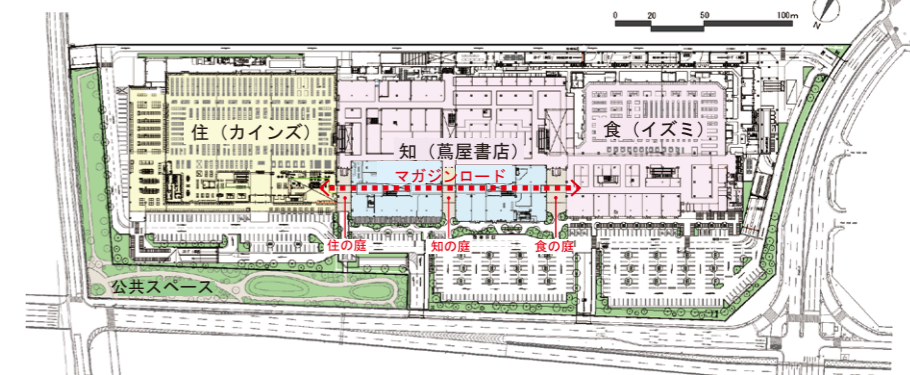 0 20 50 100m
N
住（カインズ）
食（イズミ）
知（蔦屋書店）
マガジンロード
住の庭
知の庭
食の庭
公共スペース